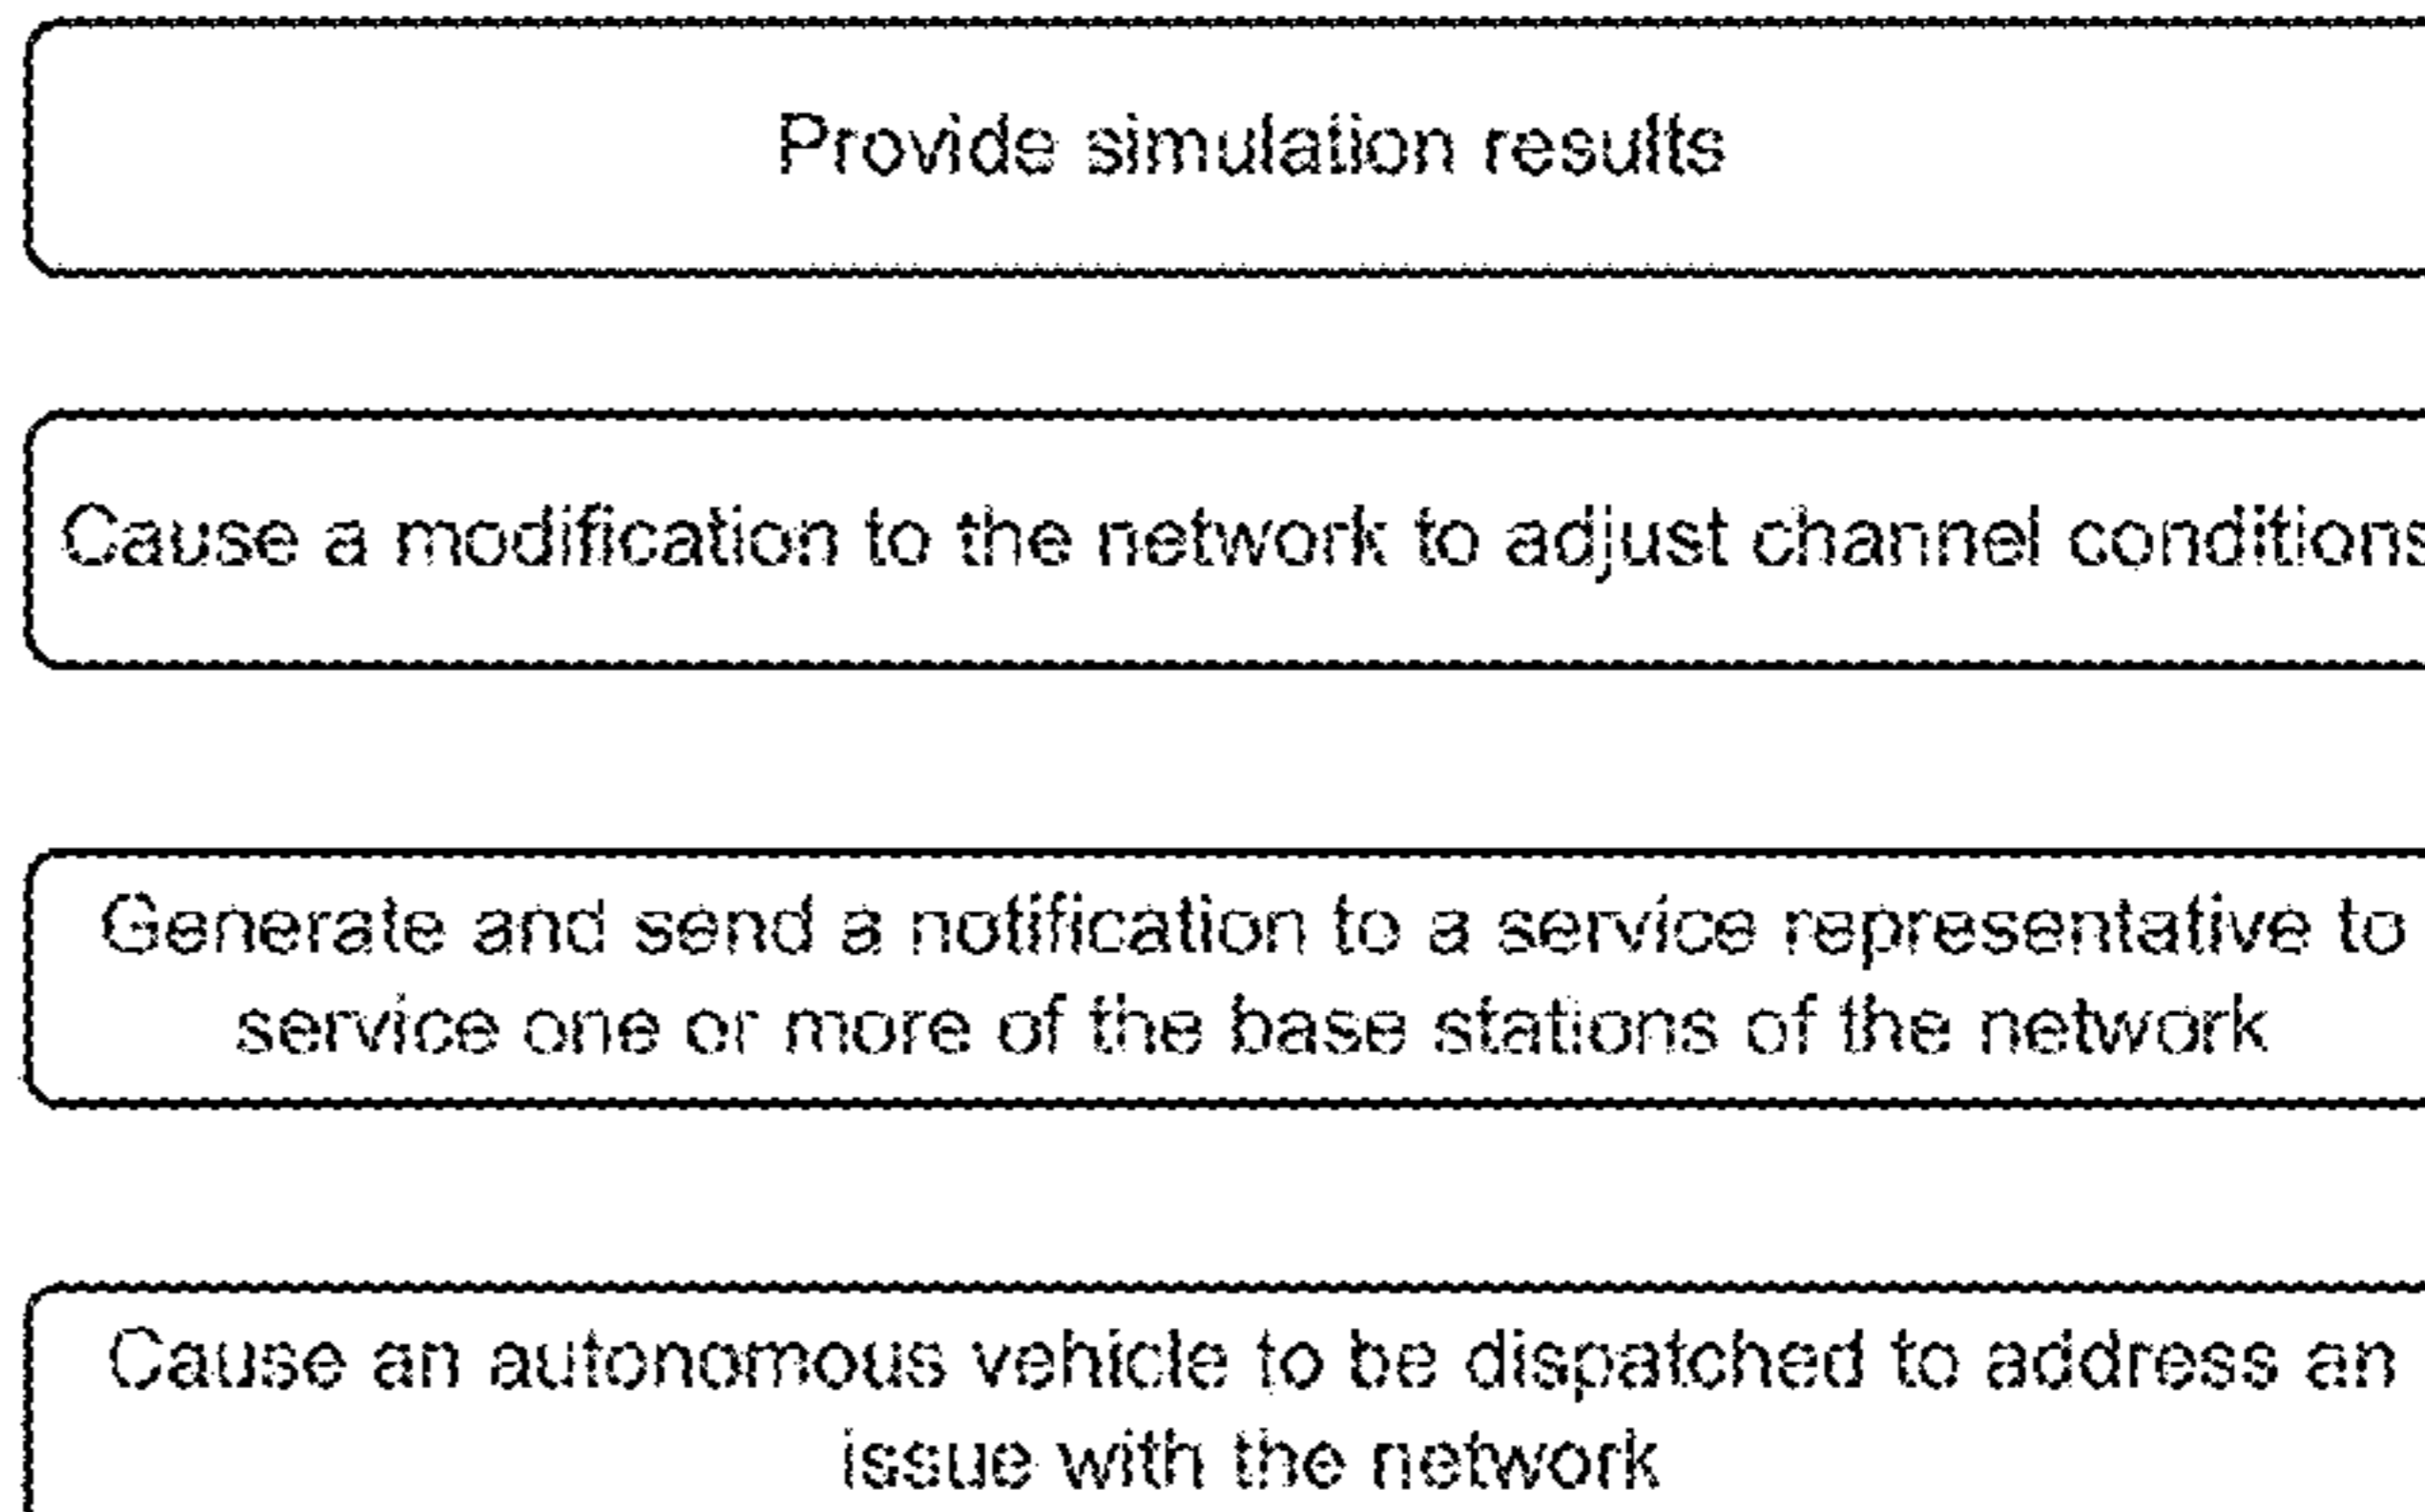 Provide simulation results
Cause a modification to the network to adjust channel conditions
Generate and send a notification to a service representative to
service one or more of the base stations of the network
Cause an autonomous vehicle to be dispatched to address an
issue with the network